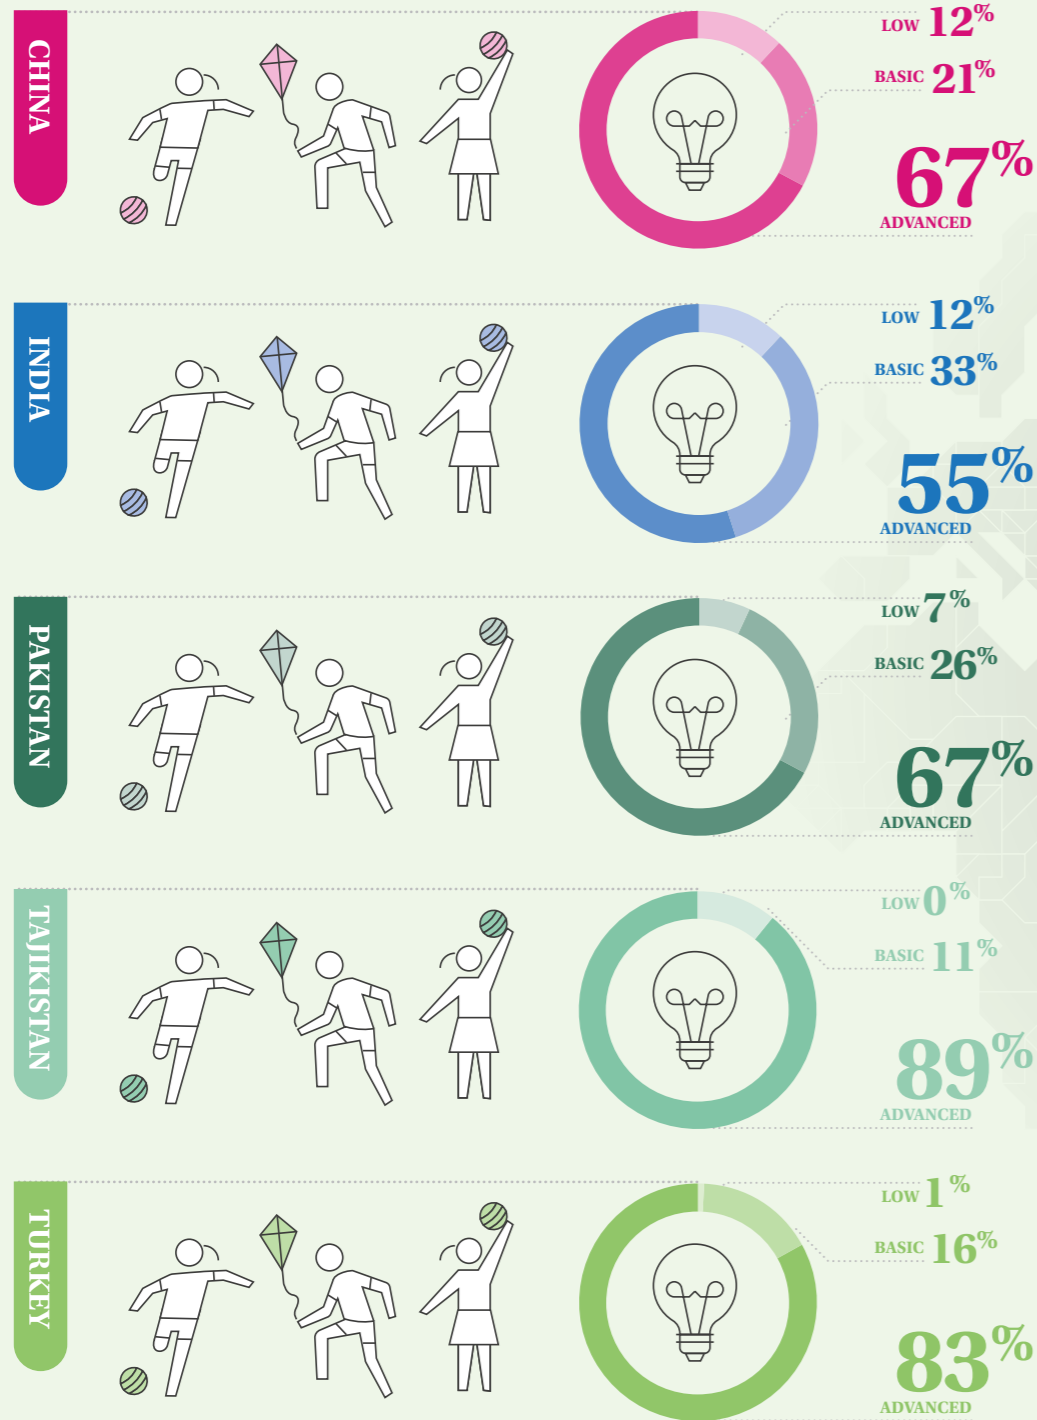 CHINA
LOW 12%
BASIC 21%
67%
ADVANCED
INDIA
LOW 12%
BASIC 33%
55%
ADVANCED
PAKISTAN
LOW 7%
BASIC 26%
67%
ADVANCED
TAJIKISTAN
LOW 0%
BASIC 11%
89%
ADVANCED
TURKEY
LOW 1%
BASIC 16%
83%
ADVANCED